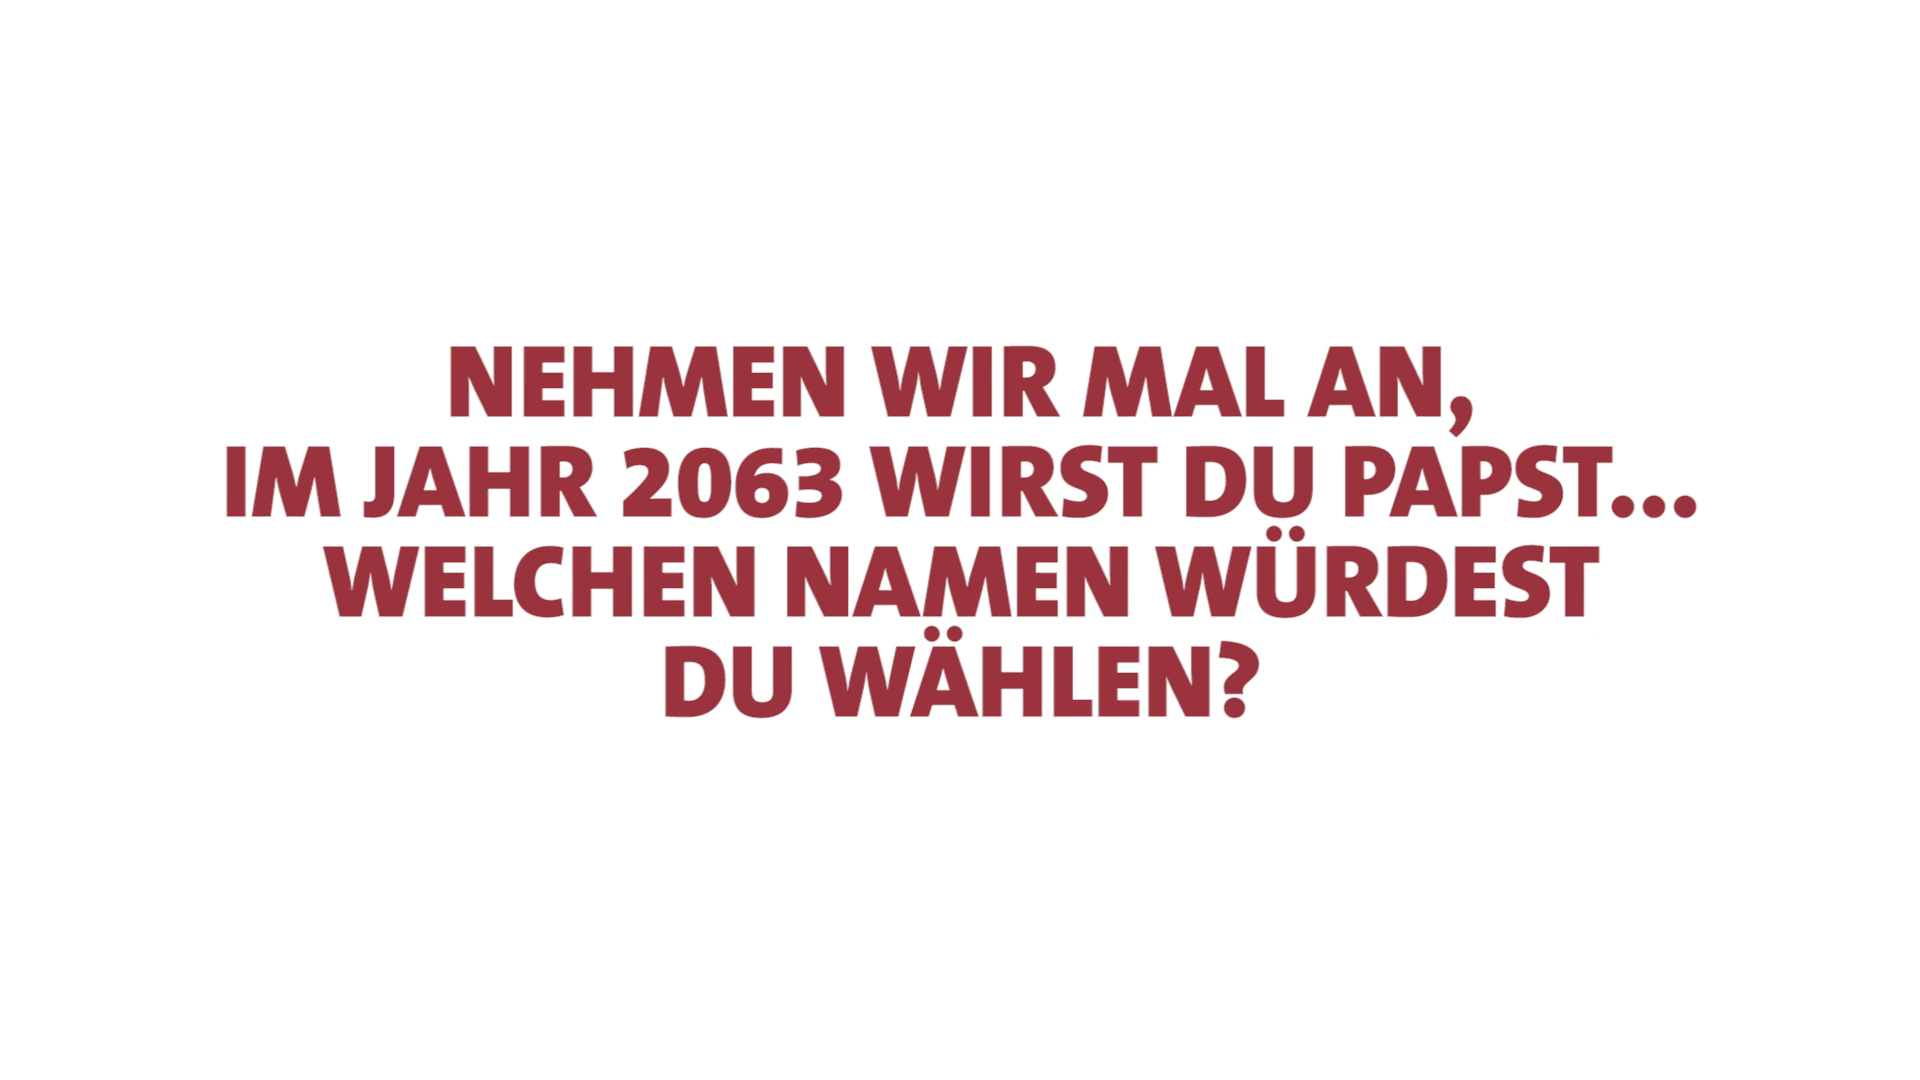 NEHMEN WIR MAL AN,
IM JAHR 2063 WIRST DU PAPST...
WELCHEN NAMEN WÜRDEST
DU WÄHLEN?